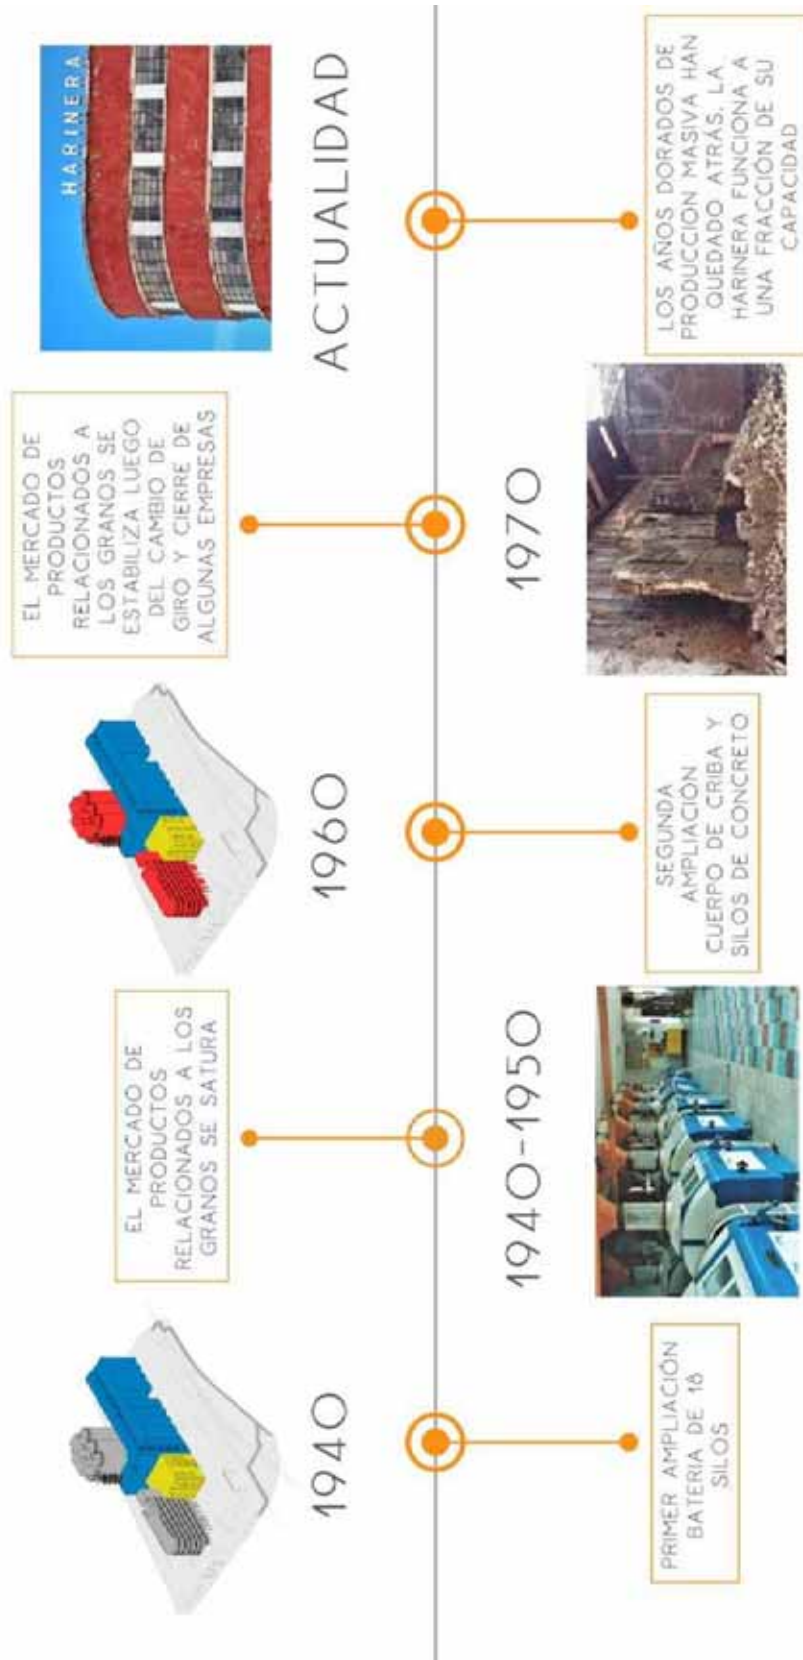 1940
PRIMER AMPLIACIÓN
BATERIA DE 18
SILOS
EL MERCADO DE
PRODUCTOS
RELACIONADOS A LOS
GRANOS SE SATURA
1940-1950
1960
SEGUNDA
AMPLIACIÓN
CUERPO DE CRIBA Y
SILOS DE CONCRETO
EL MERCADO DE
PRODUCTOS
RELACIONADOS A
LOS GRANOS SE
ESTABILIZA LUEGO
DEL CAMBIO DE
GIRO Y CIERRE DE
ALGUNAS EMPRESAS
1970
HARINERA
ACTUALIDAD
LOS AÑOS DORADOS DE
PRODUCCIÓN MASIVA HAN
QUEDADO ATRÁS. LA
HARINERA FUNCIONA A
UNA FRACCIÓN DE SU
CAPACIDAD